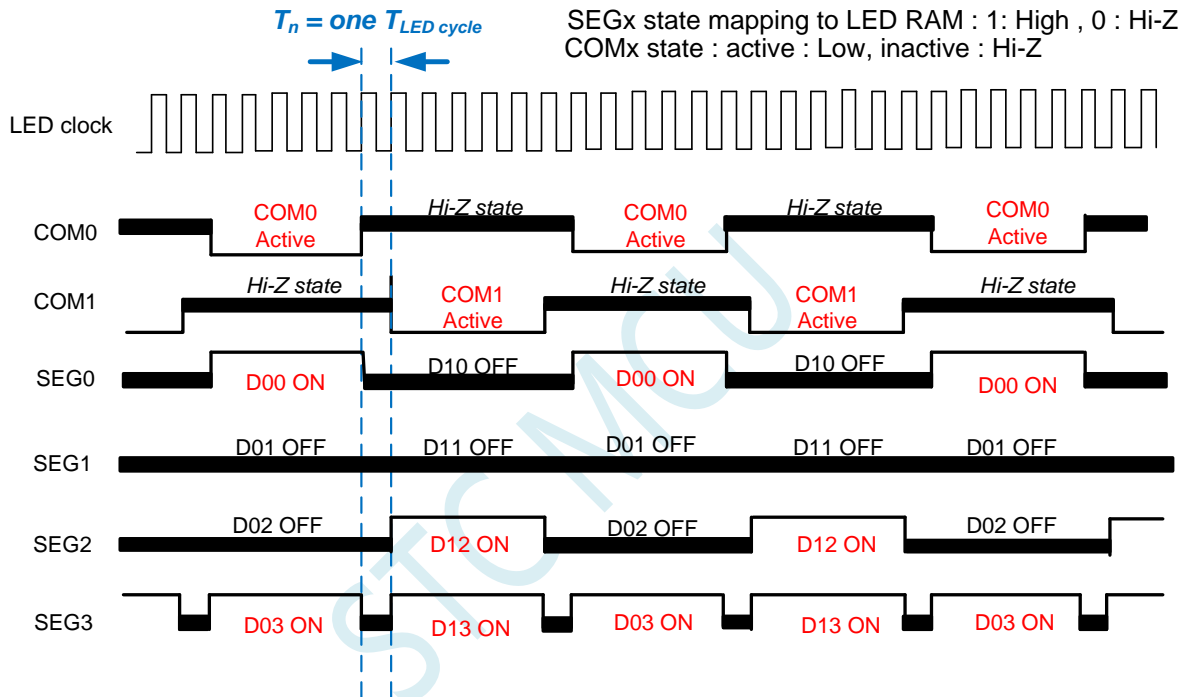 Tn = one TLED cycle
SEGx state mapping to LED RAM : 1: High , 0 : Hi-Z
COMx state : active : Low, inactive : Hi-Z
LED clock
COM0
COM0 Active
Hi-Z state
COM0 Active
Hi-Z state
COM0 Active
COM1
Hi-Z state
COM1 Active
Hi-Z state
COM1 Active
Hi-Z state
SEG0
D00 ON
D10 OFF
D00 ON
D10 OFF
D00 ON
SEG1
D01 OFF
D11 OFF
D01 OFF
D11 OFF
D01 OFF
SEG2
D02 OFF
D12 ON
D02 OFF
D12 ON
D02 OFF
SEG3
D03 ON
D13 ON
D03 ON
D13 ON
D03 ON
STC MCU